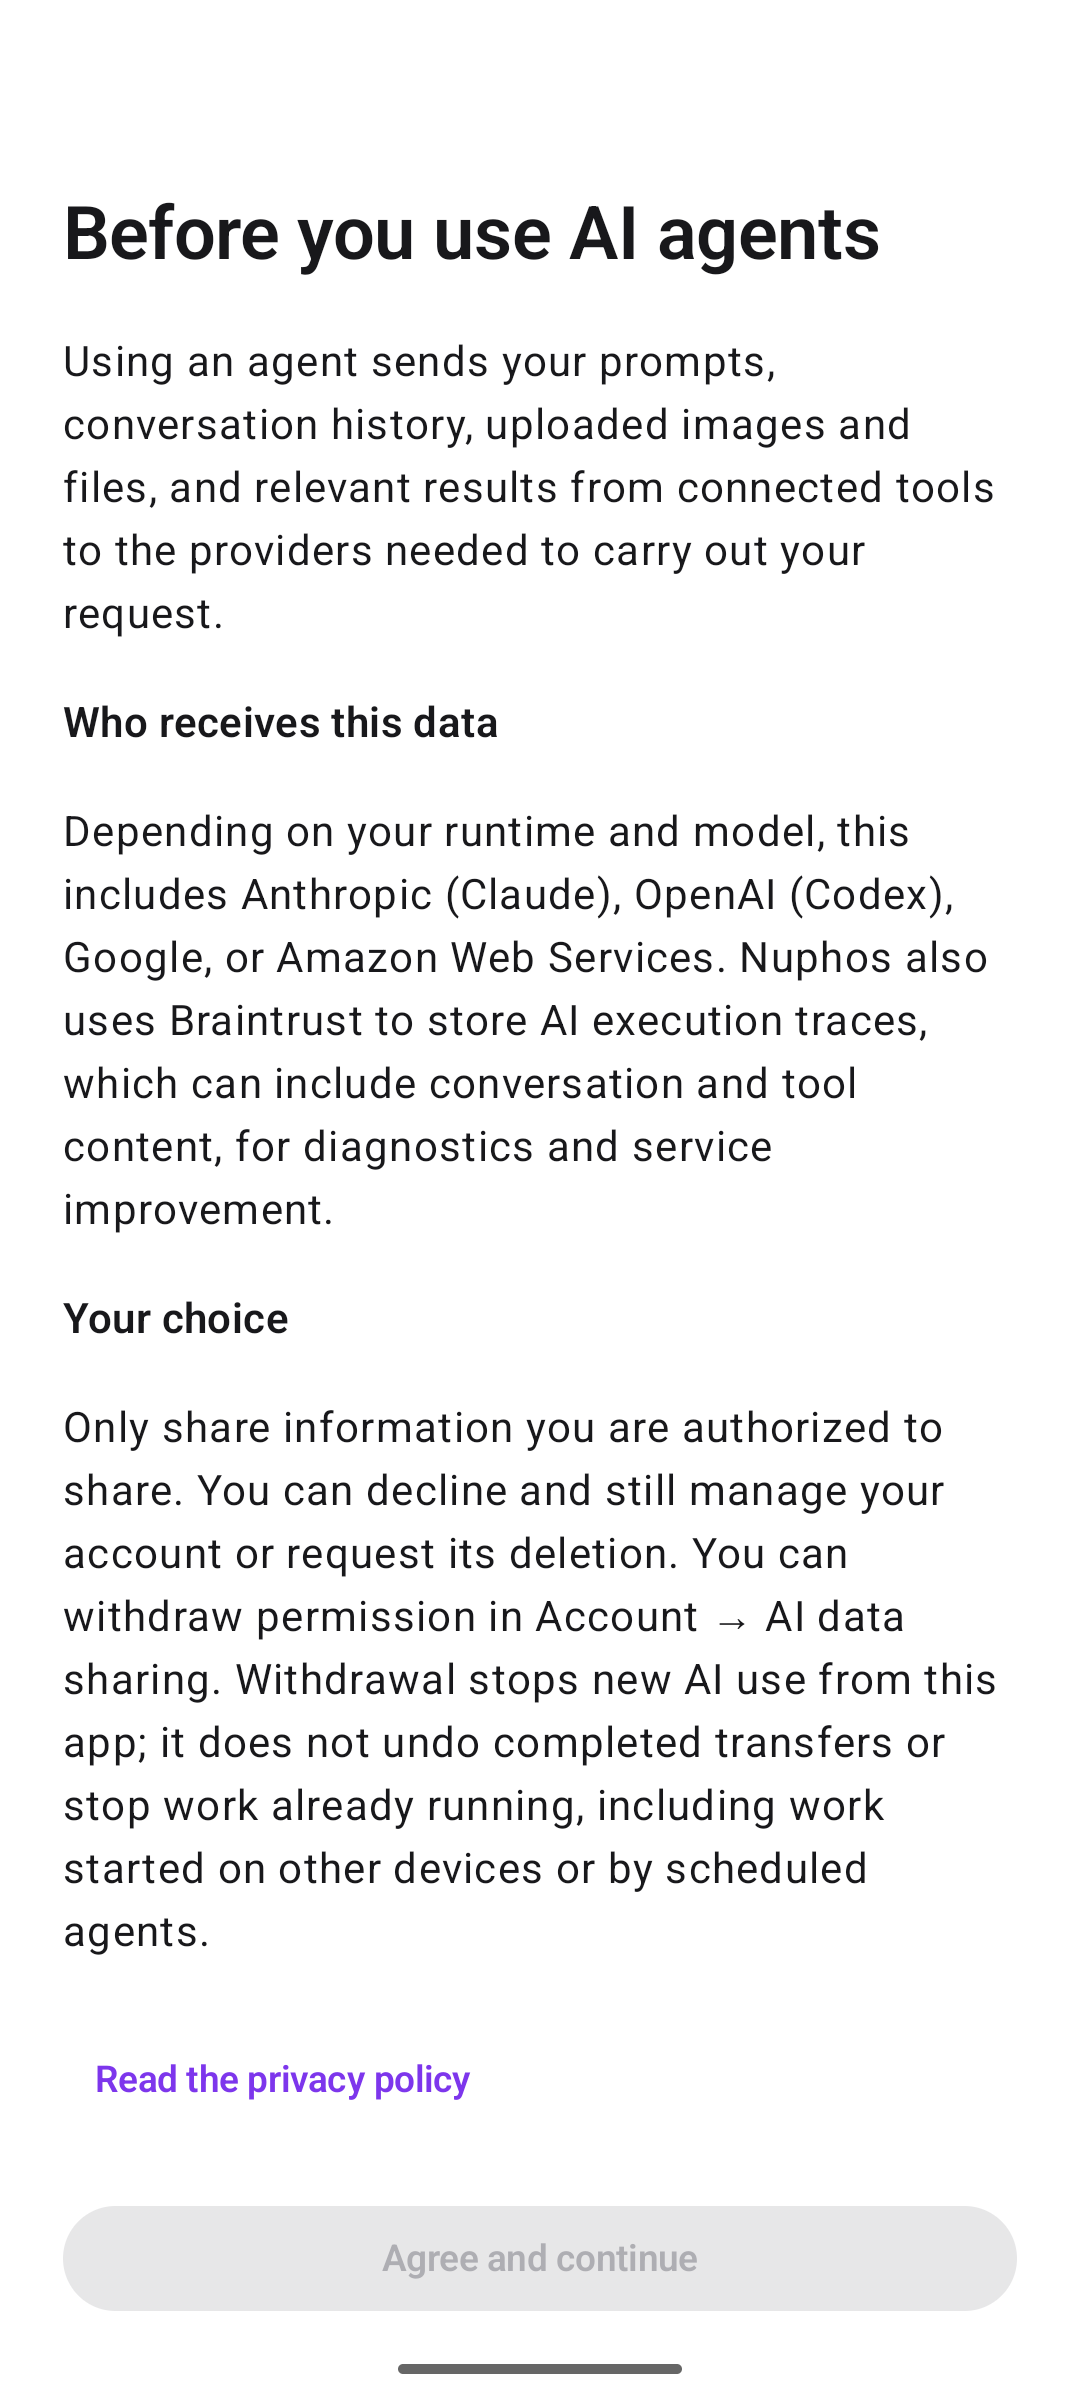 Before you use AI agents
Using an agent sends your prompts,
conversation history, uploaded images and
files, and relevant results from connected tools
to the providers needed to carry out your
request.
Who receives this data
Depending on your runtime and model, this
includes Anthropic (Claude), OpenAI (Codex),
Google, or Amazon Web Services. Nuphos also
uses Braintrust to store AI execution traces,
which can include conversation and tool
content, for diagnostics and service
improvement.
Your choice
Only share information you are authorized to
share. You can decline and still manage your
account or request its deletion. You can
withdraw permission in Account → AI data
sharing. Withdrawal stops new AI use from this
app; it does not undo completed transfers or
stop work already running, including work
started on other devices or by scheduled
agents.
Read the privacy policy
Agree and continue